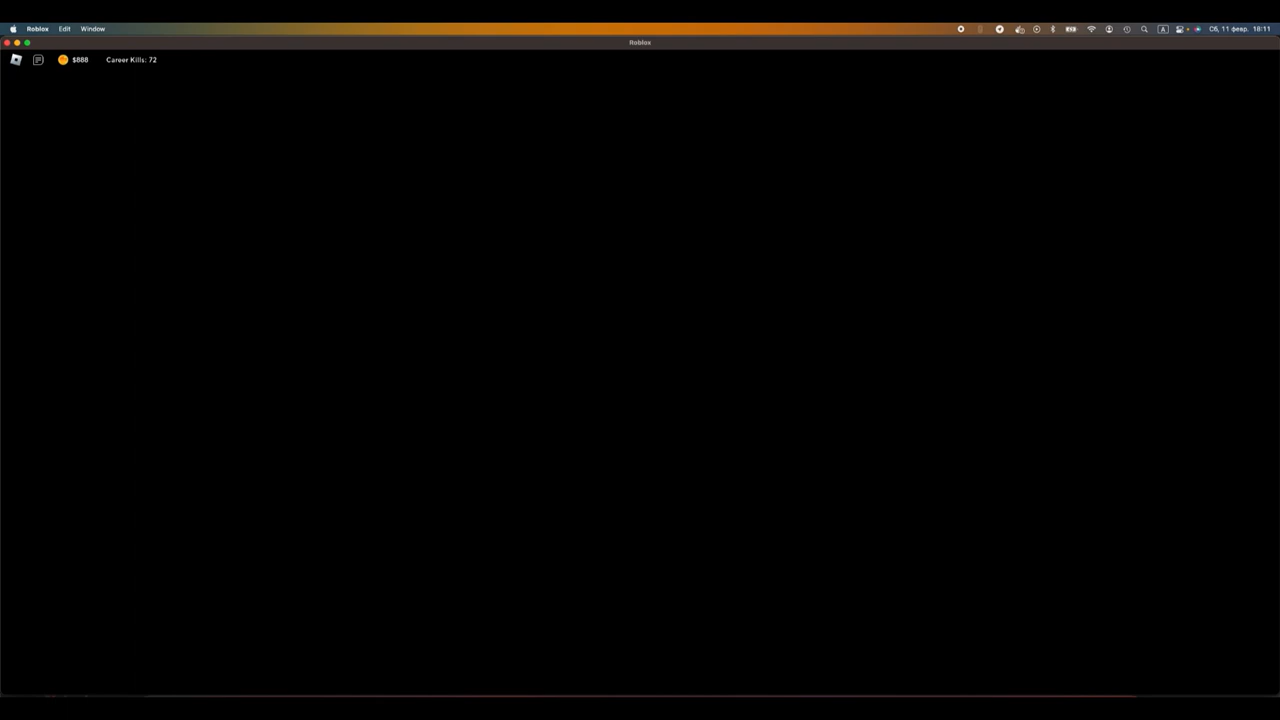 Roblox Edit Window A Сб, 11 февр. 18:11
Roblox
$888 Career Kills: 72